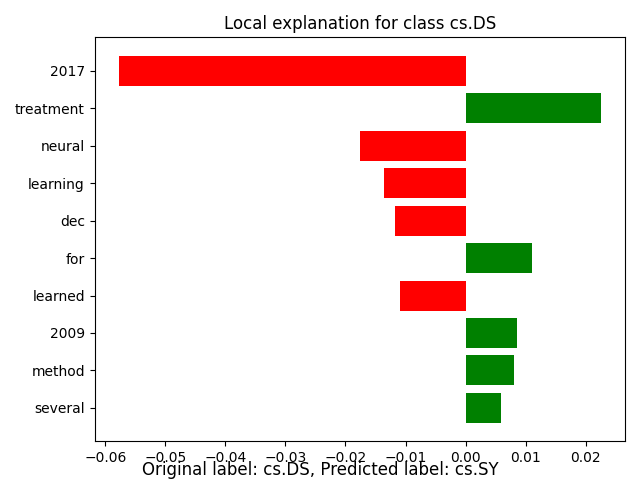 Local explanation for class cs.DS
2017
treatment
neural
learning
dec
for
learned
2009
method
several
−0.06 −0.05 −0.04 −0.03 −0.02 −0.01 0.00 0.01 0.02
Original label: cs.DS, Predicted label: cs.SY